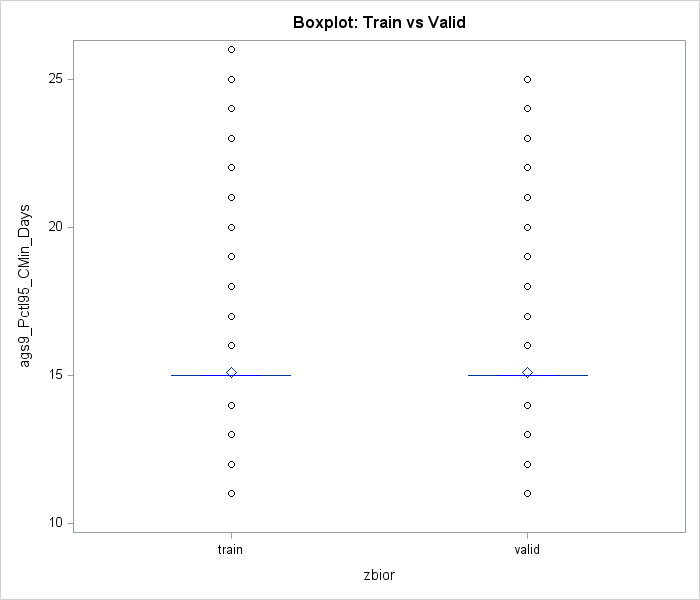 Boxplot: Train vs Valid
25
20
15
10
ags9_Pctl95_CMin_Days
train
valid
zbior